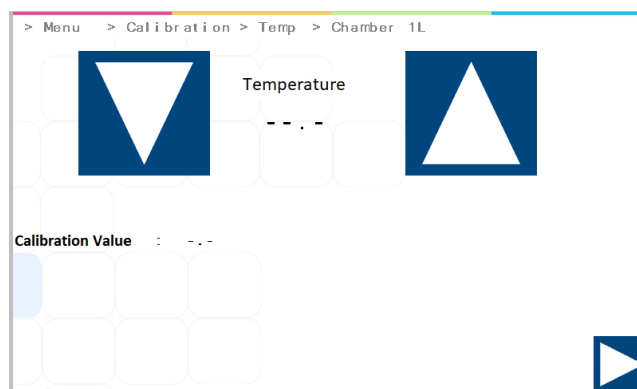 > Menu > Calibration > Temp > Chamber 1L
Temperature
--.-
Calibration Value : -.-